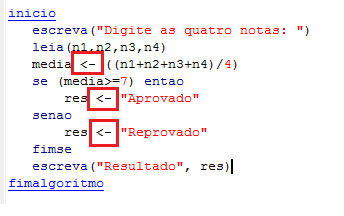 inicio
escreva("Digite as quatro notas: ")
leia(n1,n2,n3,n4)
media <- ((n1+n2+n3+n4)/4)
se (media>=7) entao
res <- "Aprovado"
senao
res <- "Reprovado"
fimse
escreva("Resultado", res)
fimalgoritmo